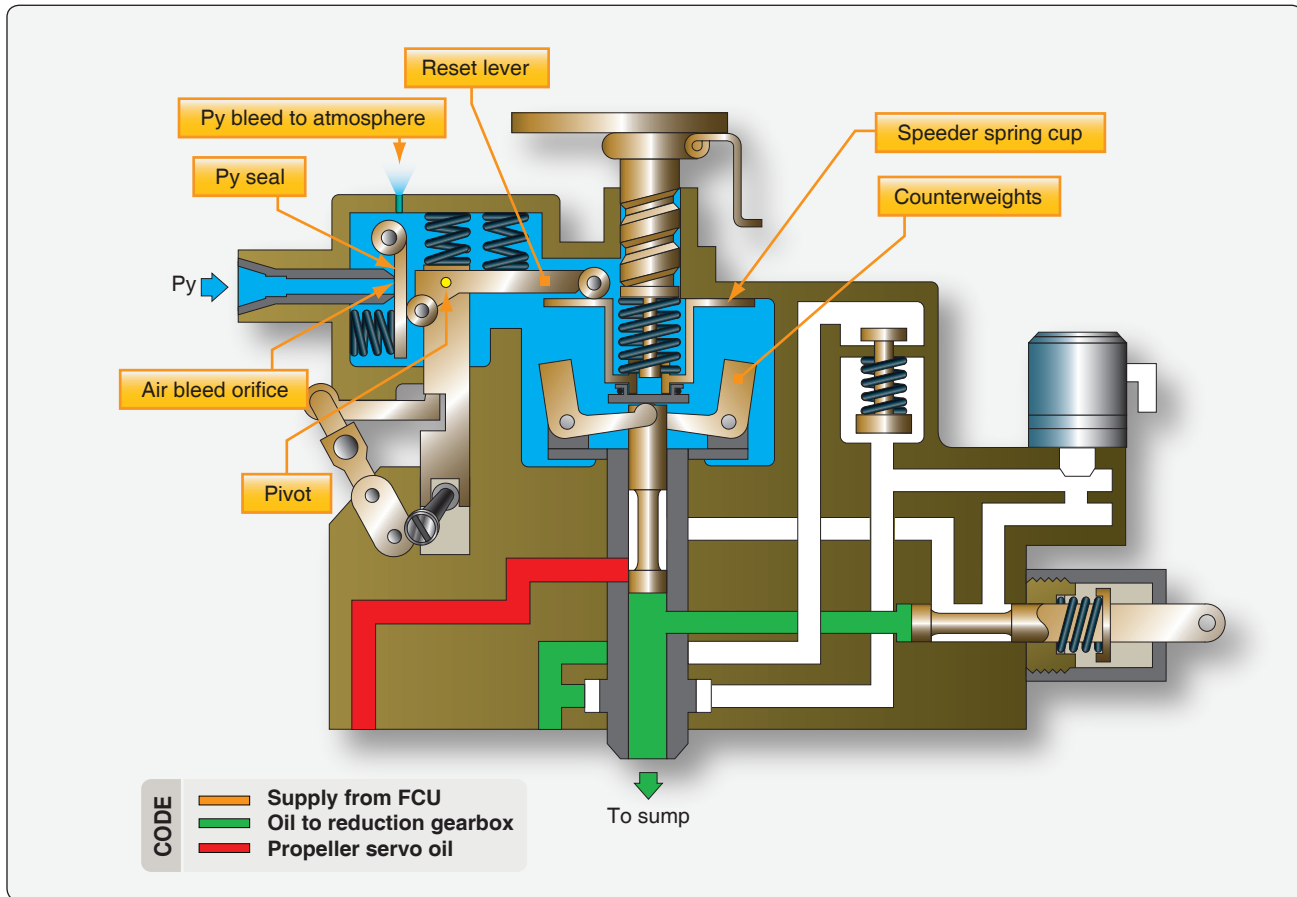 Reset lever
Py bleed to atmosphere
Speeder spring cup
Py seal
Counterweights
Py
Air bleed orifice
Pivot
To sump
CODE
Supply from FCU
Oil to reduction gearbox
Propeller servo oil